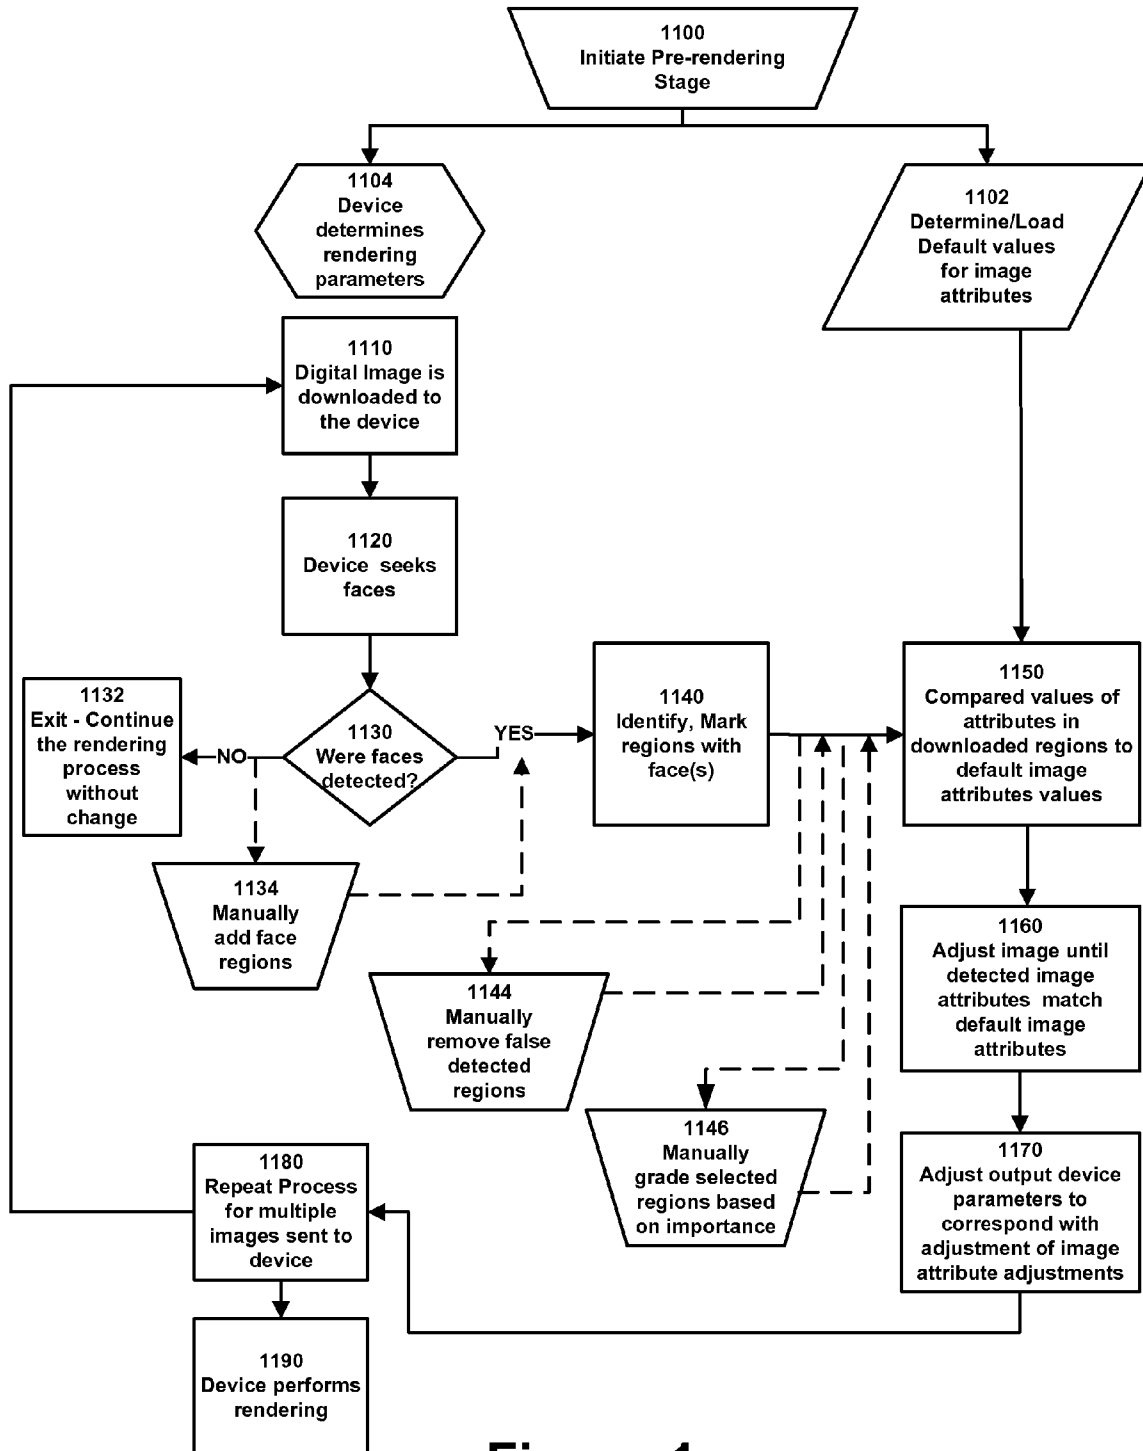 1100
Initiate Pre-rendering
Stage
1104
Device
determines
rendering
parameters
1102
Determine/Load
Default values
for image
attributes
1110
Digital Image is
downloaded to
the device
1120
Device seeks
faces
1132
Exit - Continue
the rendering
process
without
change
NO
1130
Were faces
detected?
YES
1140
Identify, Mark
regions with
face(s)
1150
Compared values of
attributes in
downloaded regions to
default image
attributes values
1134
Manually
add face
regions
1144
Manually
remove false
detected
regions
1160
Adjust image until
detected image
attributes match
default image
attributes
1146
Manually
grade selected
regions based
on importance
1170
Adjust output device
parameters to
correspond with
adjustment of image
attribute adjustments
1180
Repeat Process
for multiple
images sent to
device
1190
Device performs
rendering